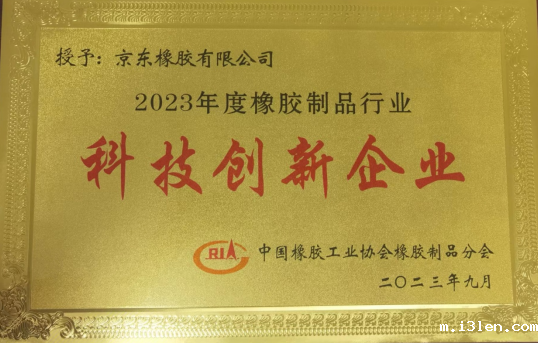 授予：京东橡胶有限公司
2023年度橡胶制品行业
科技创新企业
CRIA 中国橡胶工业协会橡胶制品分会
二〇二三年九月
m.i3len.com